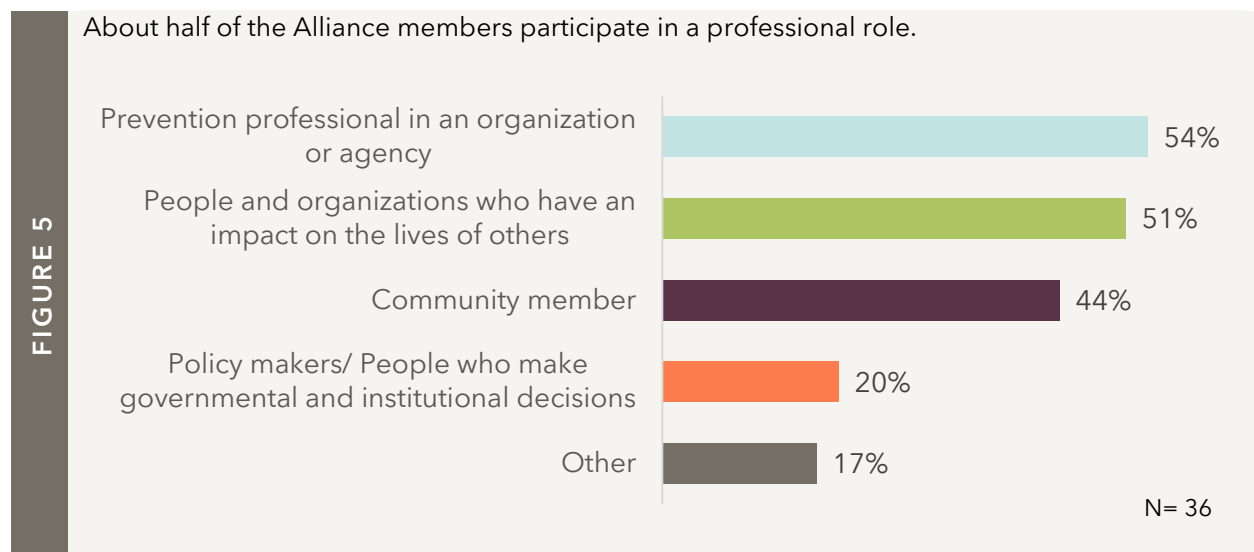 About half of the Alliance members participate in a professional role.
FIGURE 5
Prevention professional in an organization
or agency
54%
People and organizations who have an
impact on the lives of others
51%
Community member
44%
Policy makers/ People who make
governmental and institutional decisions
20%
Other
17%
N= 36